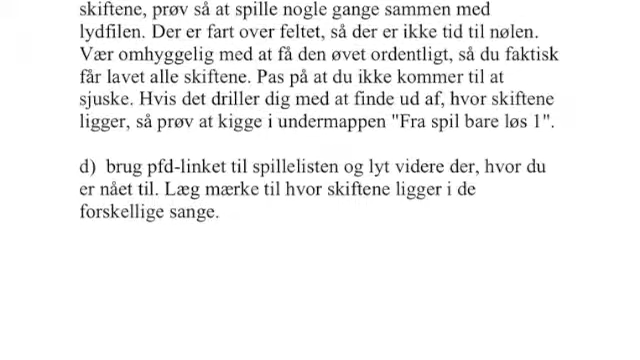 skiftene, prøv så at spille nogle gange sammen med
lydfilen. Der er fart over feltet, så der er ikke tid til nølen.
Vær omhyggelig med at få den øvet ordentligt, så du faktisk
får lavet alle skiftene. Pas på at du ikke kommer til at
sjuske. Hvis det driller dig med at finde ud af, hvor skiftene
ligger, så prøv at kigge i undermappen "Fra spil bare løs 1".
d) brug pfd-linket til spillelisten og lyt videre der, hvor du
er nået til. Læg mærke til hvor skiftene ligger i de
forskellige sange.